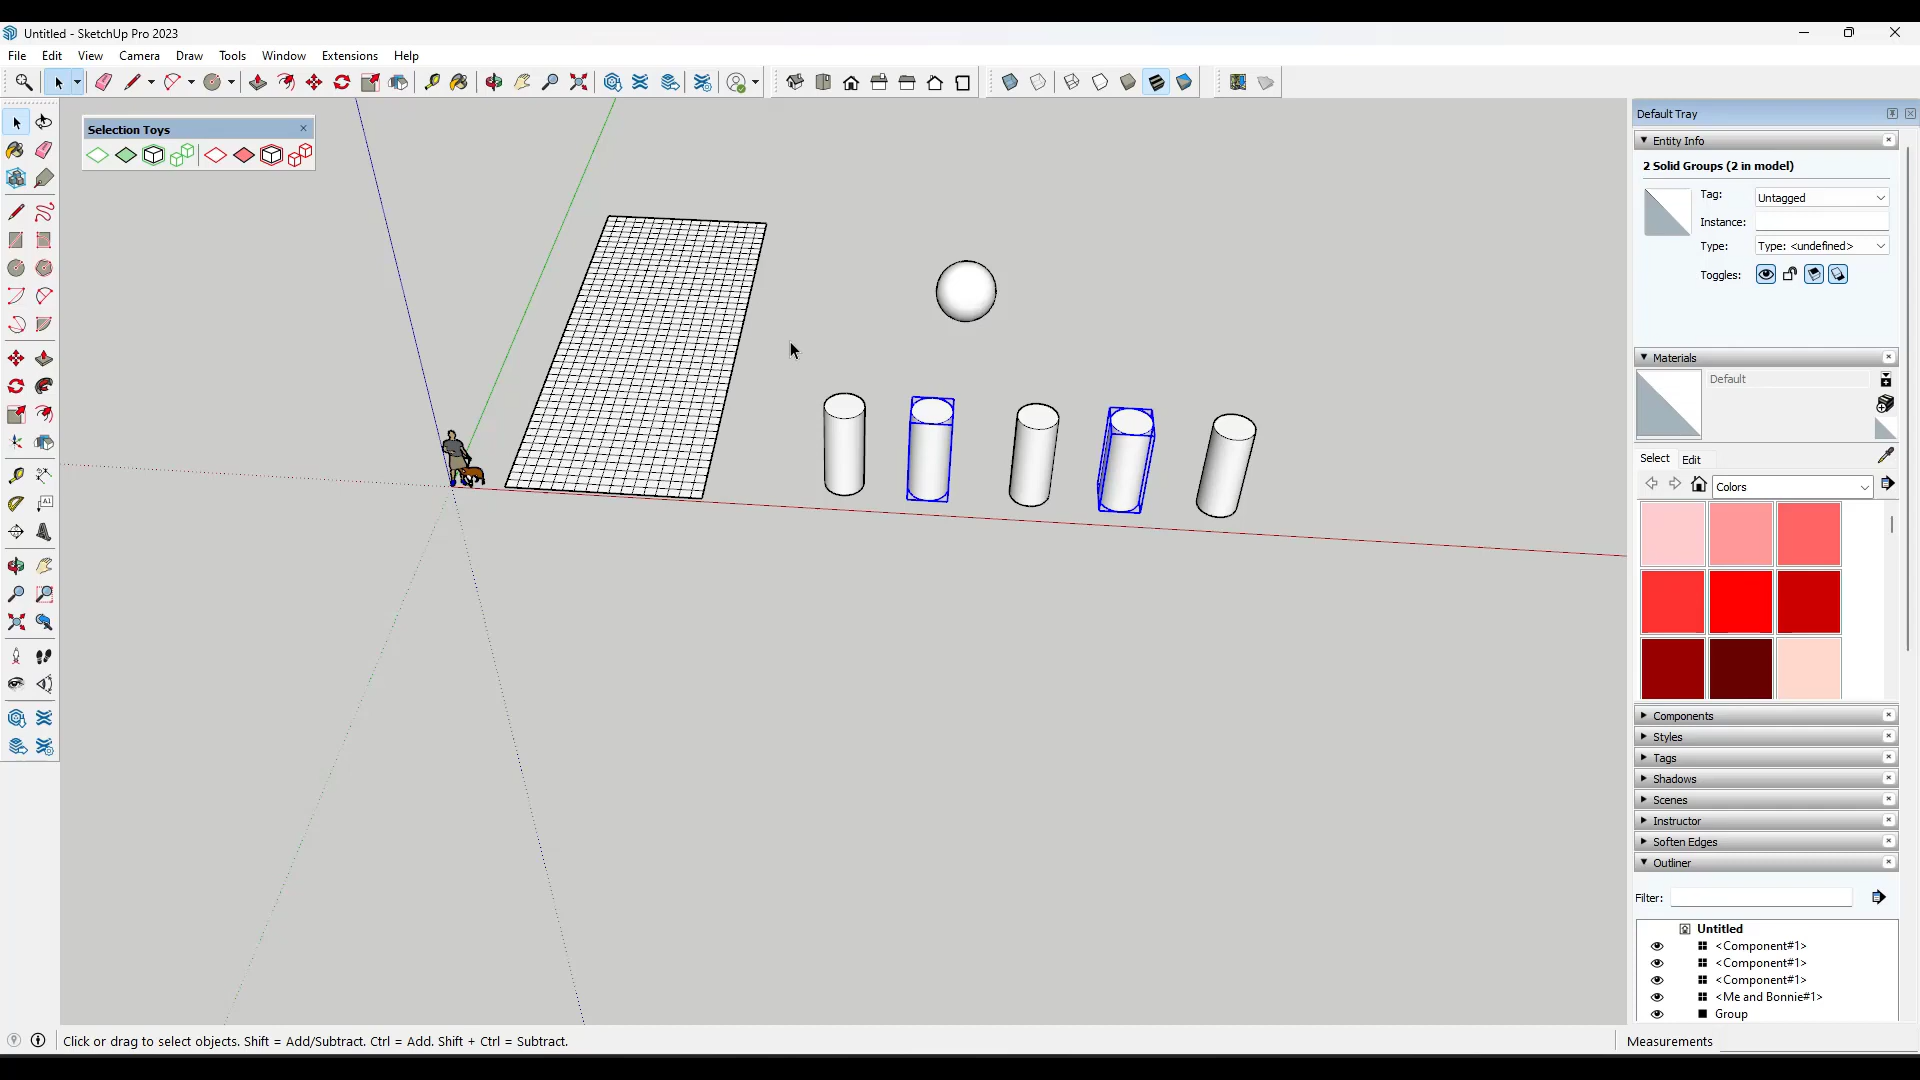 Untitled - SketchUp Pro 2023
File Edit View Camera Draw Tools Window Extensions Help
Selection Toys
Default Tray
Entity Info
2 Solid Groups (2 in model)
Tag: Untagged
Instance:
Type: Type: <undefined>
Toggles:
Materials
Default
Select Edit
Colors
Components
Styles
Tags
Shadows
Scenes
Instructor
Soften Edges
Outliner
Filter:
Untitled
<Component#1>
<Component#1>
<Component#1>
<Me and Bonnie#1>
Group
Click or drag to select objects. Shift = Add/Subtract. Ctrl = Add. Shift + Ctrl = Subtract.
Measurements